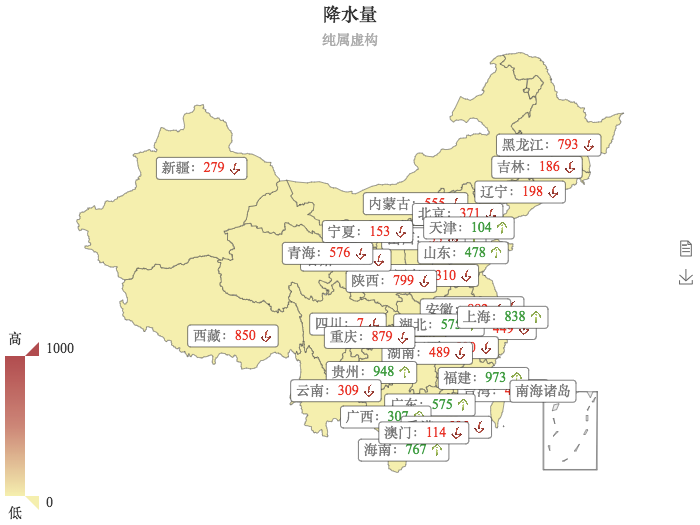 降水量
纯属虚构
黑龙江: 793
新疆: 279
吉林: 186
辽宁: 198
内蒙古: 555
北京: 371
天津: 104
宁夏: 153
青海: 576
山东: 478
陕西: 799
310
安徽:
上海: 838
四川: 7
湖北: 575
449
西藏: 850
重庆: 879
高
1000
湖南: 489
贵州: 948
福建: 973
云南: 309
南海诸岛
广东: 575
广西: 307
澳门: 114
海南: 767
0
低